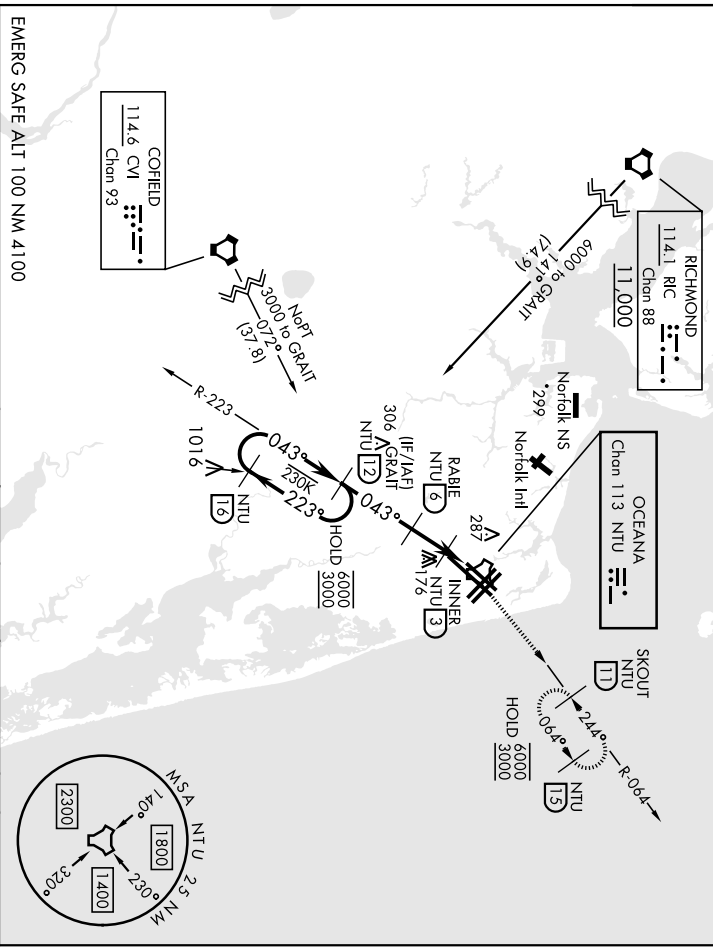 RICHMOND
114.1 RIC
Chan 88
11,000
6000 to GRAIT
141°
(74.9)
Norfolk NS
299
Norfolk Intl
OCEANA
Chan 113 NTU
SKOUT
NTU
11
244°
064°
R-064
NTU
15
HOLD 6000
3000
COFIELD
114.6 CVI
Chan 93
NoPT
3000 to GRAIT
072°
(37.8)
R-223
306
(IF/IAF)
GRAIT
NTU 12
RABIE
NTU 6
287
INNER
NTU 3
176
043°
043°
230K
223°
HOLD 6000
3000
1016
NTU
16
MSA NTU 25 NM
140°
1800
230°
1400
320°
2300
EMERG SAFE ALT 100 NM 4100